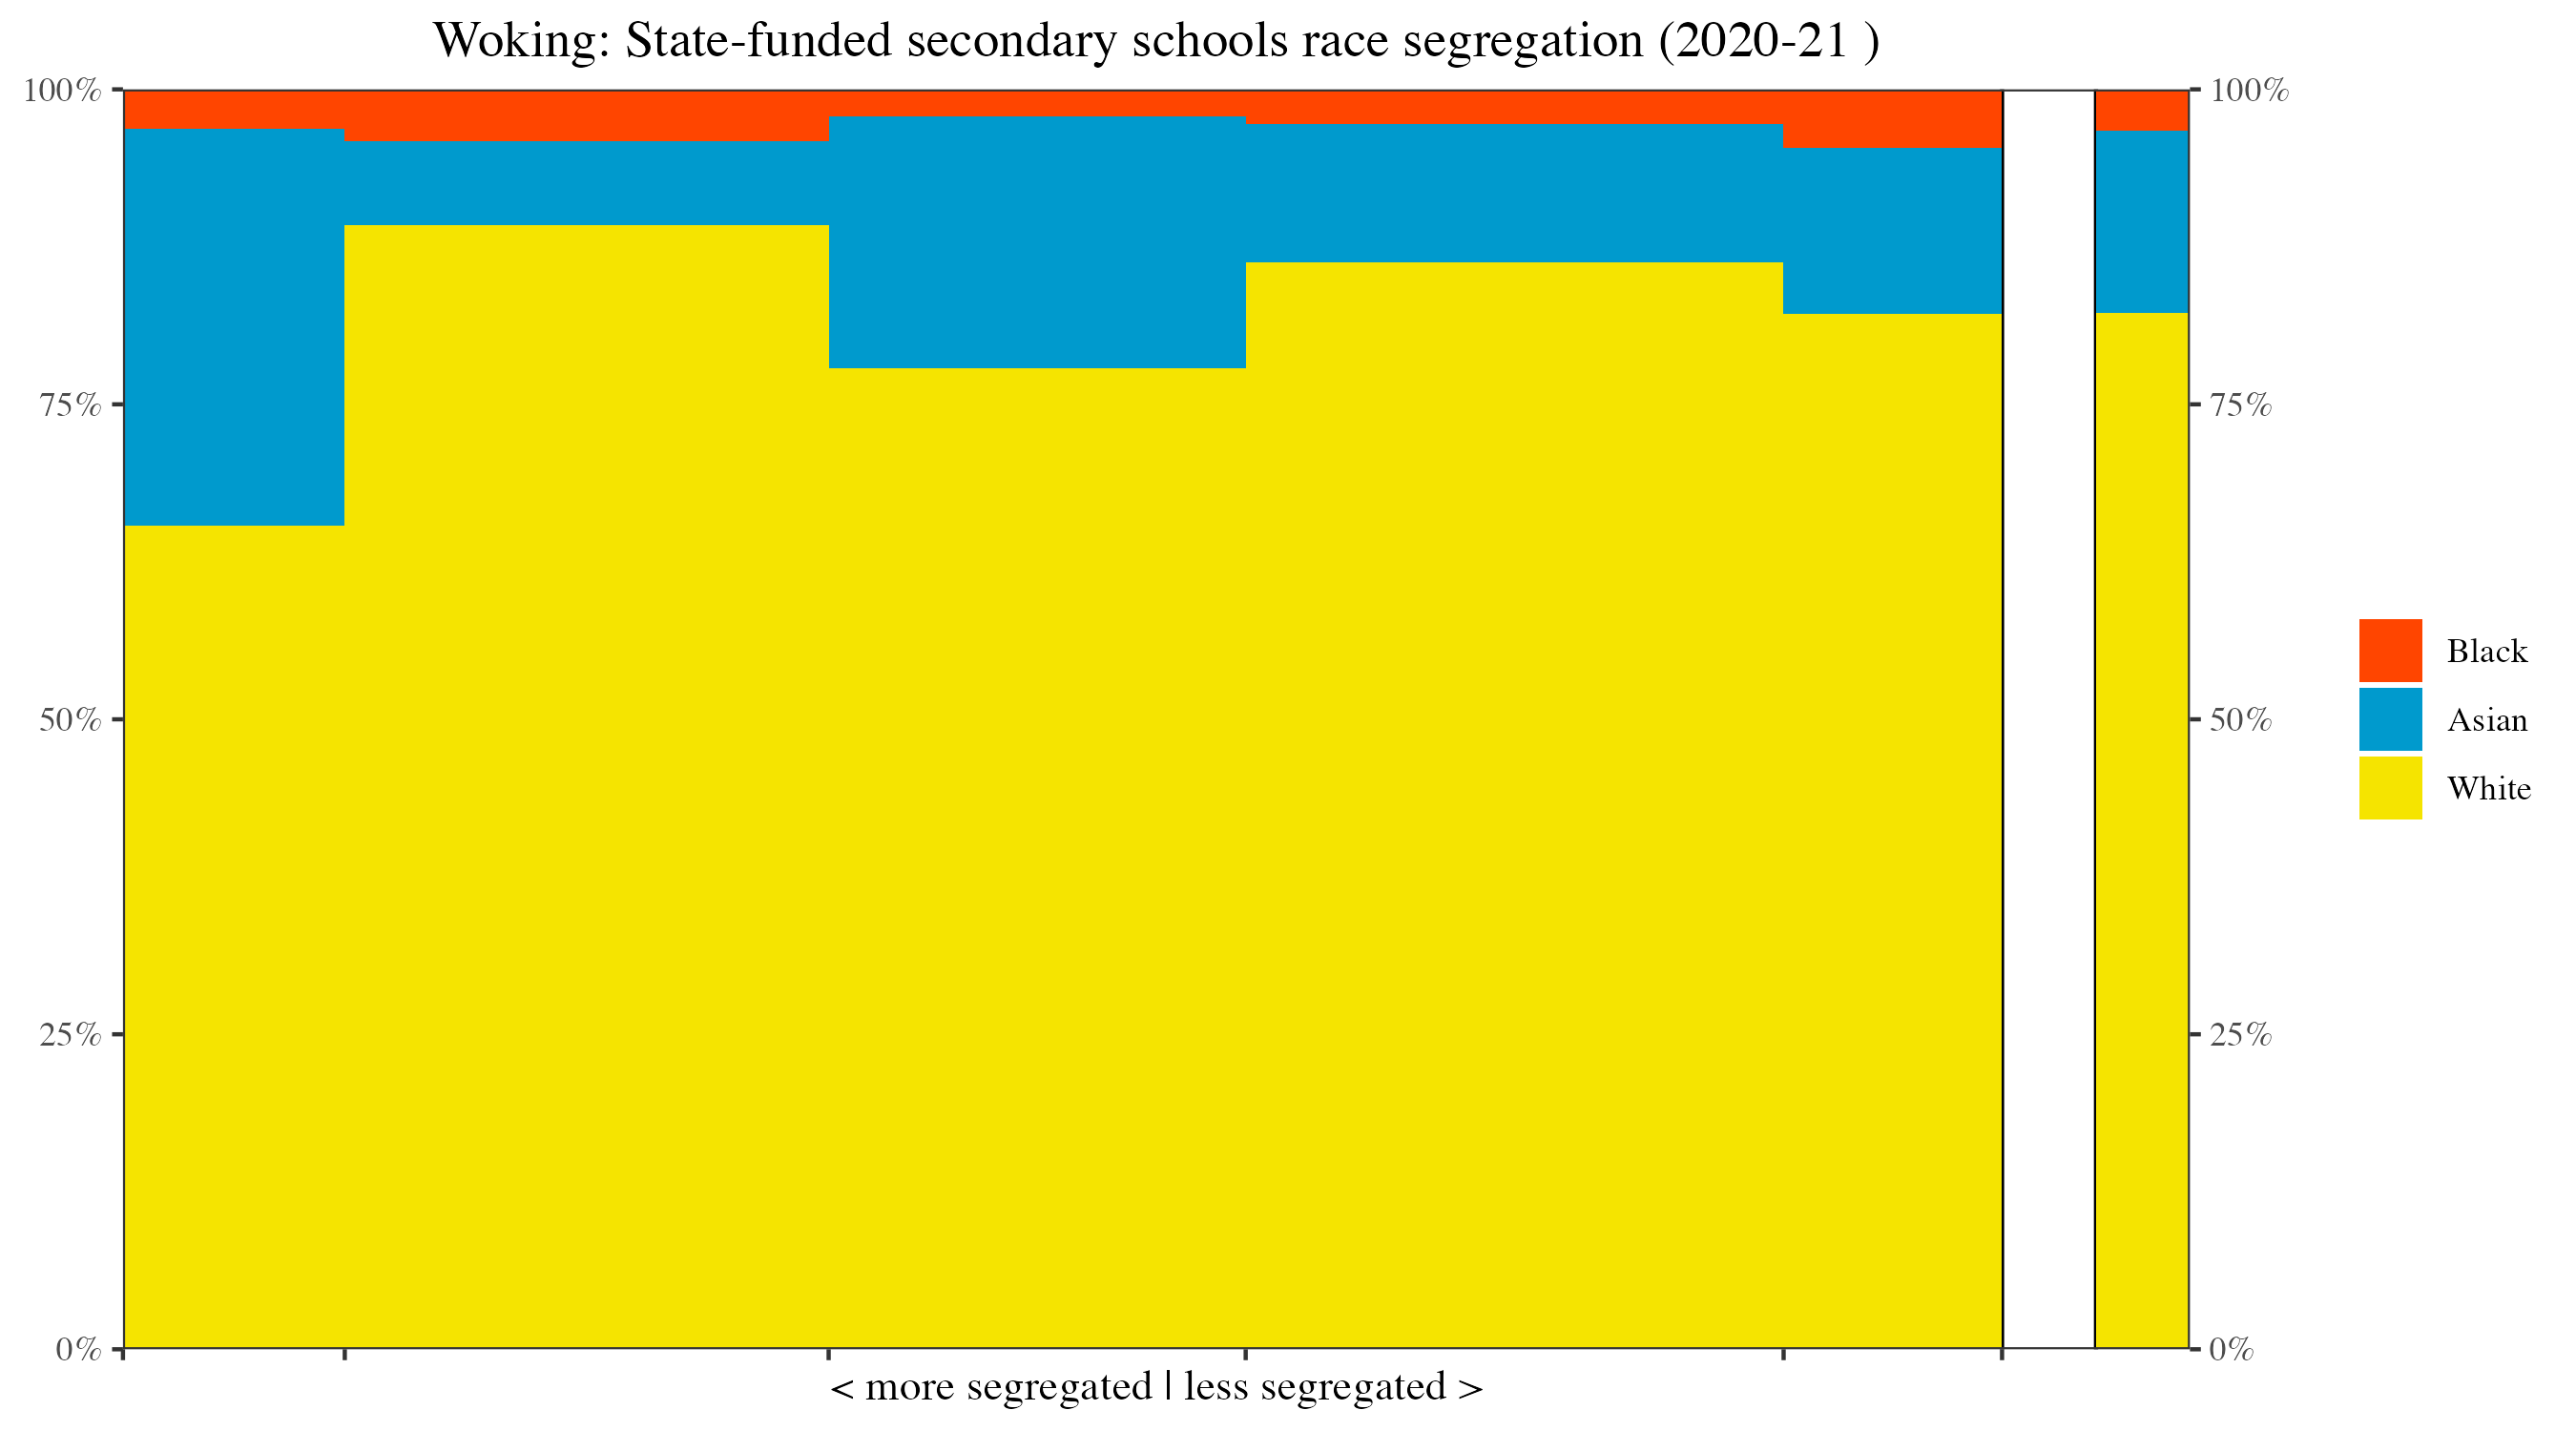 Woking: State-funded secondary schools race segregation (2020-21 )
100%
75%
50%
25%
0%
100%
75%
50%
25%
0%
Black
Asian
White
< more segregated | less segregated >